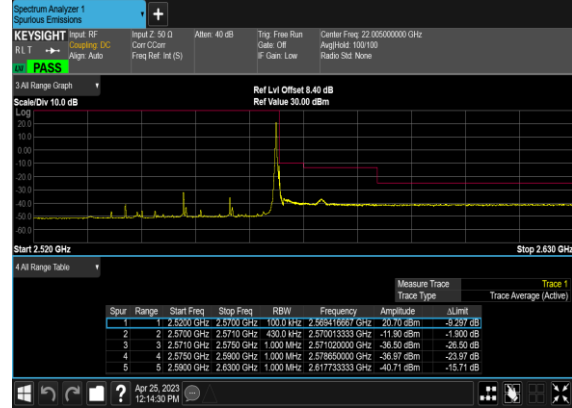 Spectrum Analyzer 1
Spurious Emissions
+
KEYSIGHT Input: RF Input Z: 50 Ω Atten: 40 dB Trig: Free Run Center Freq: 22.005000000 GHz
RLT Coupling: DC Corr CCorr Gate: Off Avg|Hold: 100/100
Align: Auto Freq Ref: Int (S) IF Gain: Low Radio Std: None
LW PASS
3 All Range Graph Ref Lvl Offset 8.40 dB
Scale/Div 10.0 dB Ref Value 30.00 dBm
Log
20.0
10.0
0.00
-10.0
-20.0
-30.0
-40.0
-50.0
-60.0
Start 2.520 GHz Stop 2.630 GHz
4 All Range Table
Measure Trace Trace 1
Trace Type Trace Average (Active)
Spur Range Start Freq Stop Freq RBW Frequency Amplitude ΔLimit
1 1 2.5200 GHz 2.5700 GHz 100.0 kHz 2.569416667 GHz 20.70 dBm -9.297 dB
2 2 2.5700 GHz 2.5710 GHz 430.0 kHz 2.570013333 GHz -11.90 dBm -1.900 dB
3 3 2.5710 GHz 2.5750 GHz 1.000 MHz 2.571020000 GHz -36.50 dBm -26.50 dB
4 4 2.5750 GHz 2.5900 GHz 1.000 MHz 2.578650000 GHz -36.97 dBm -23.97 dB
5 5 2.5900 GHz 2.6300 GHz 1.000 MHz 2.617733333 GHz -40.71 dBm -15.71 dB
? Apr 25, 2023
12:14:30 PM